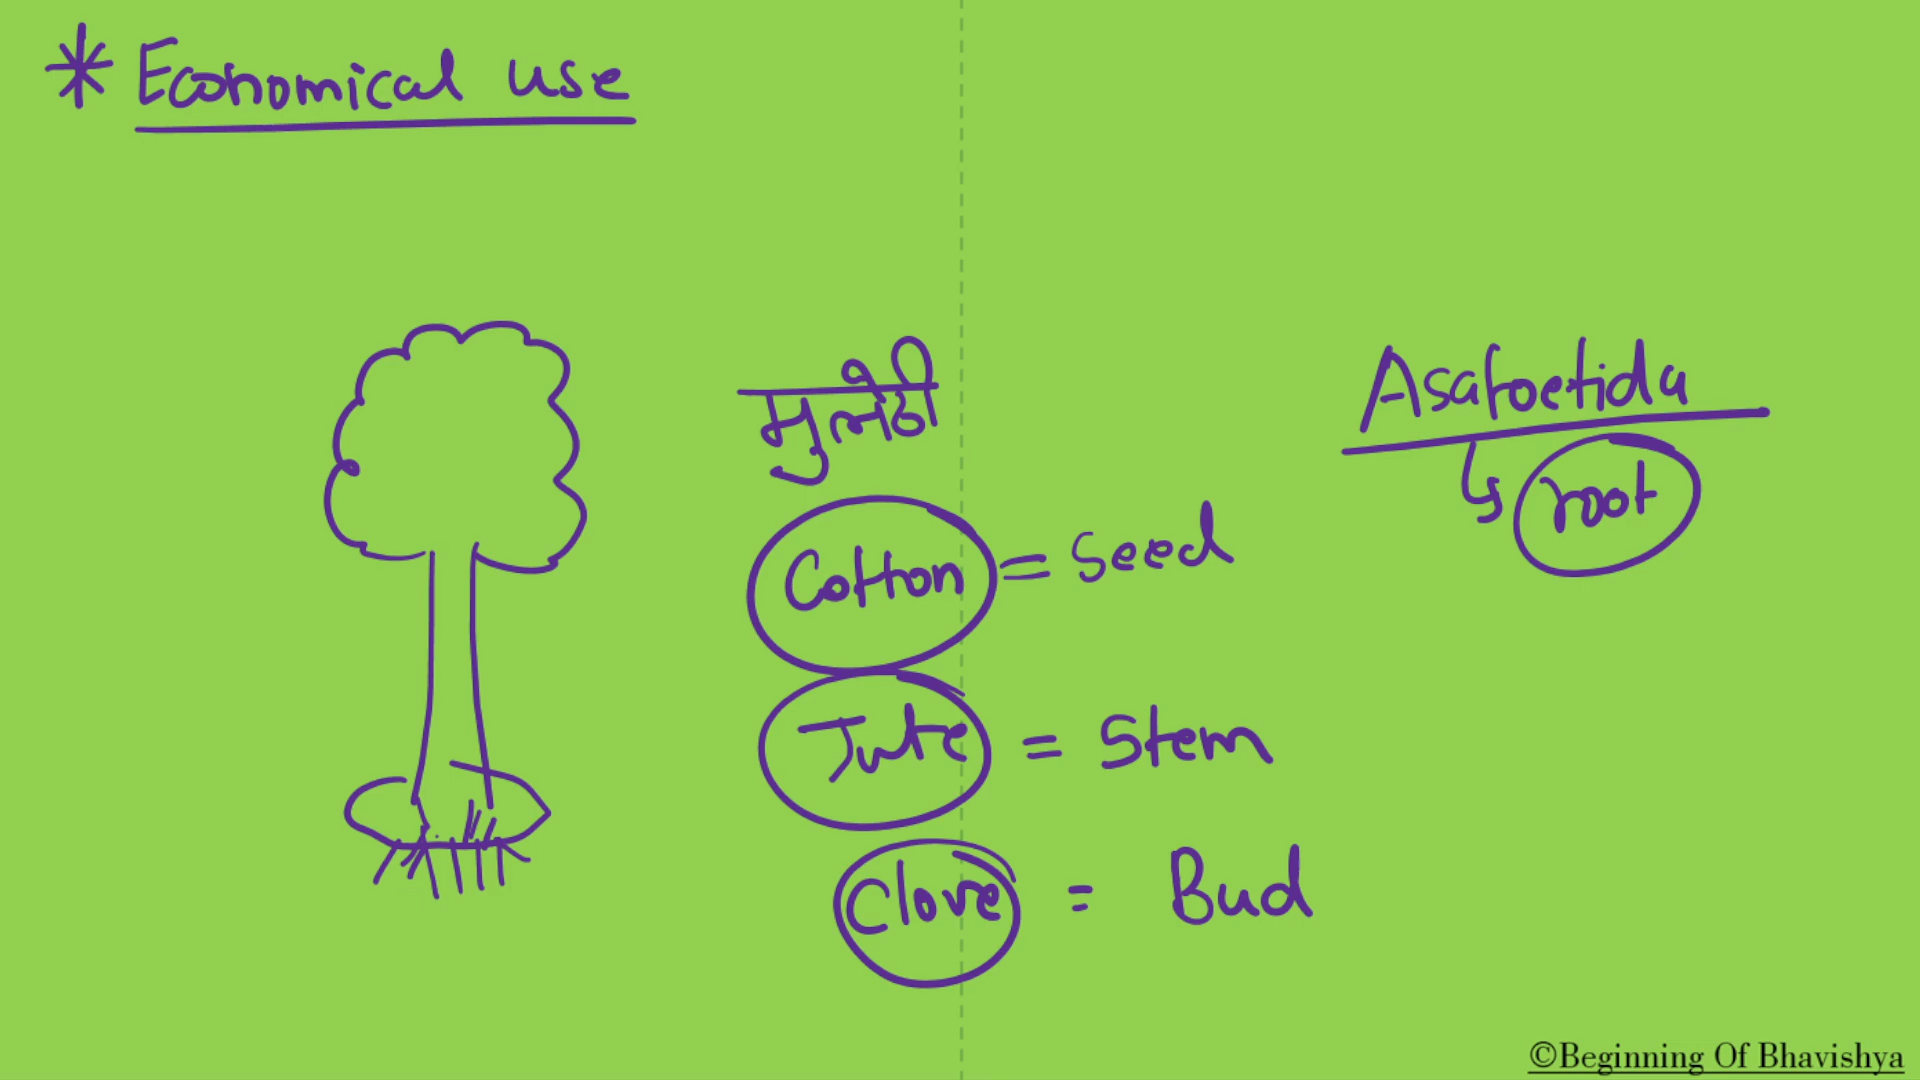 * Economical use
मुलेठी
Asafoetida
↳ root
Cotton = Seed
Jute = Stem
Clove = Bud
©Beginning Of Bhavishya